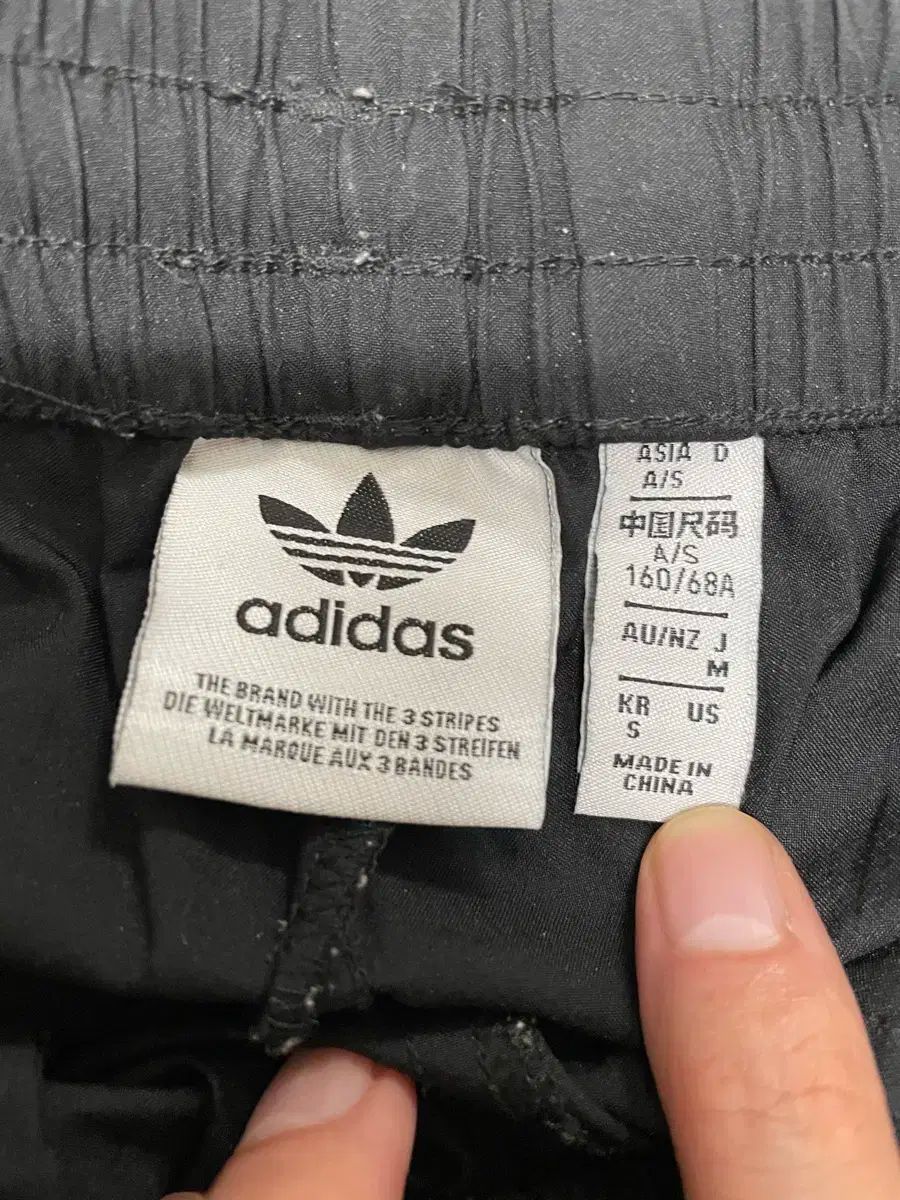 adidas
THE BRAND WITH THE 3 STRIPES
DIE WELTMARKE MIT DEN 3 STREIFEN
LA MARQUE AUX 3 BANDES
ASIA D
A/S
中国尺码
A/S
160/68A
AU/NZ J
M
KR US
S
MADE IN
CHINA